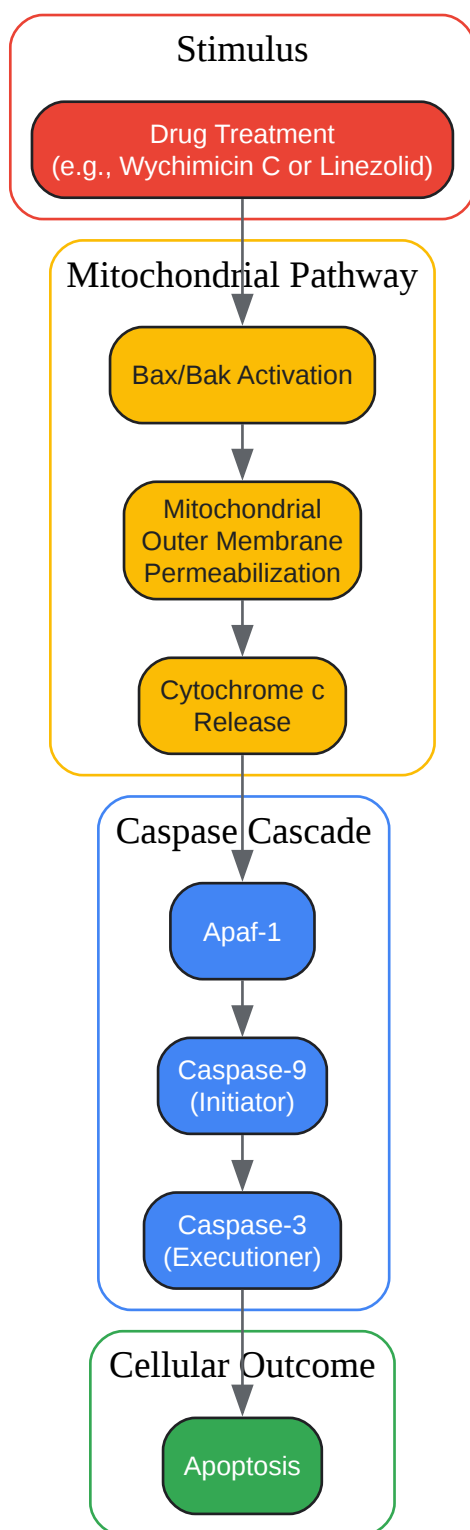 Stimulus
Drug Treatment
(e.g., Wychimicin C or Linezolid)
Mitochondrial Pathway
Bax/Bak Activation
Mitochondrial
Outer Membrane
Permeabilization
Cytochrome c
Release
Caspase Cascade
Apaf-1
Caspase-9
(Initiator)
Caspase-3
(Executioner)
Cellular Outcome
Apoptosis